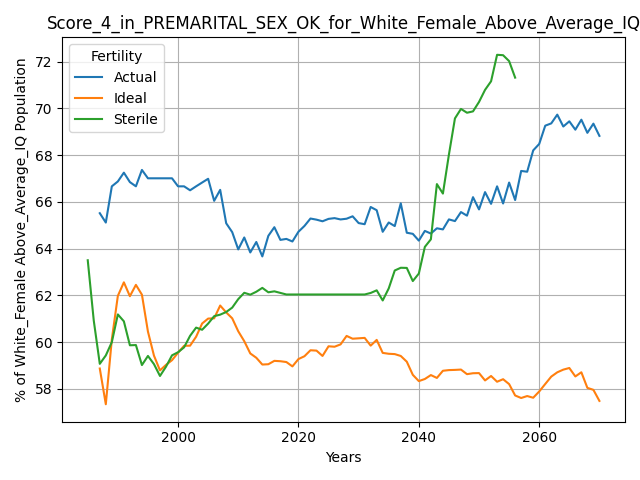 Score_4_in_PREMARITAL_SEX_OK_for_White_Female_Above_Average_IQ
% of White_Female Above_Average_IQ Population
72
70
68
66
64
62
60
58
Fertility
Actual
Ideal
Sterile
2000
2020
2040
2060
Years